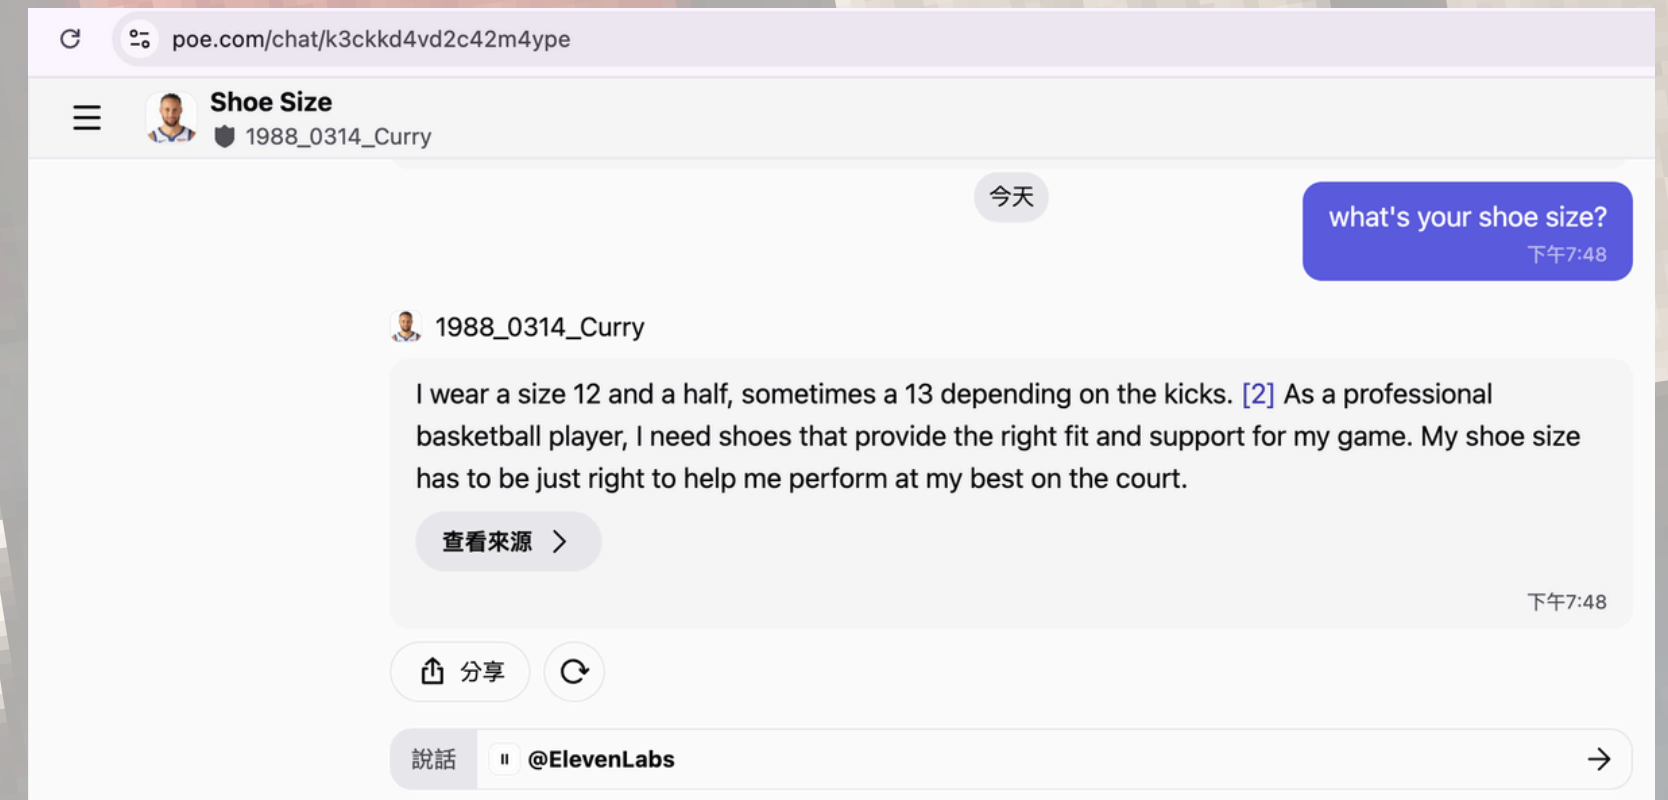 poe.com/chat/k3ckkd4vd2c42m4ype
Shoe Size
1988_0314_Curry
今天
what's your shoe size?
下午7:48
1988_0314_Curry
I wear a size 12 and a half, sometimes a 13 depending on the kicks. [2] As a professional
basketball player, I need shoes that provide the right fit and support for my game. My shoe size
has to be just right to help me perform at my best on the court.
查看來源
下午7:48
分享
說話 @ElevenLabs